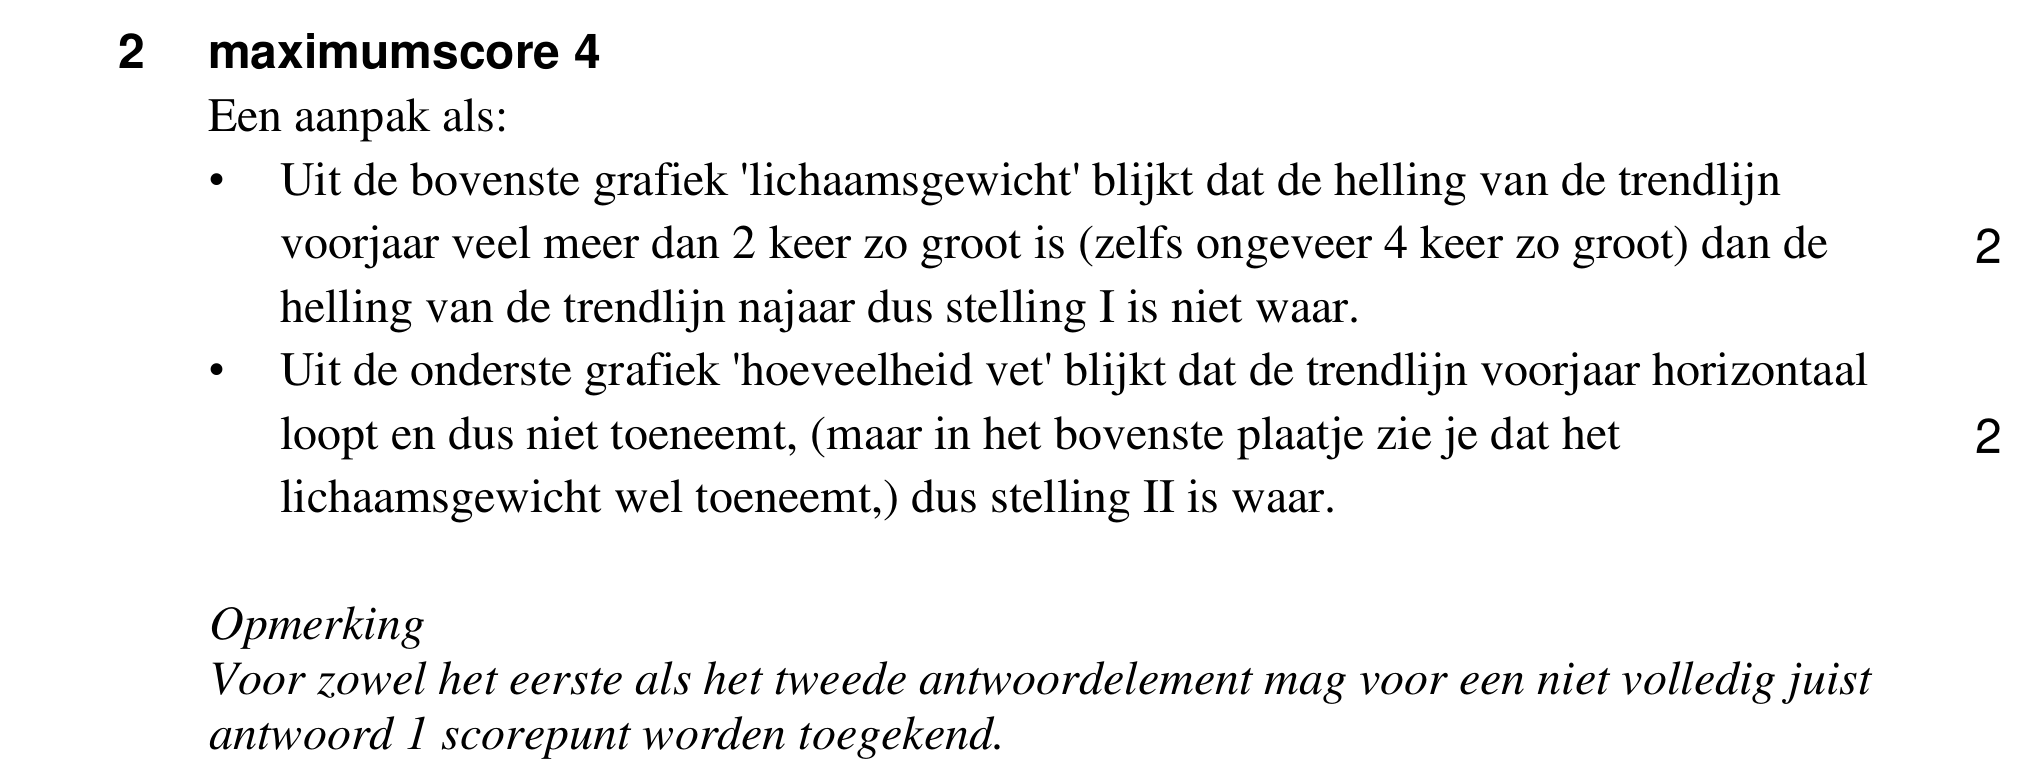 2 maximumscore 4
Een aanpak als:
• Uit de bovenste grafiek 'lichaamsgewicht' blijkt dat de helling van de trendlijn
voorjaar veel meer dan 2 keer zo groot is (zelfs ongeveer 4 keer zo groot) dan de 2
helling van de trendlijn najaar dus stelling I is niet waar.
• Uit de onderste grafiek 'hoeveelheid vet' blijkt dat de trendlijn voorjaar horizontaal
loopt en dus niet toeneemt, (maar in het bovenste plaatje zie je dat het 2
lichaamsgewicht wel toeneemt,) dus stelling II is waar.
Opmerking
Voor zowel het eerste als het tweede antwoordelement mag voor een niet volledig juist
antwoord 1 scorepunt worden toegekend.